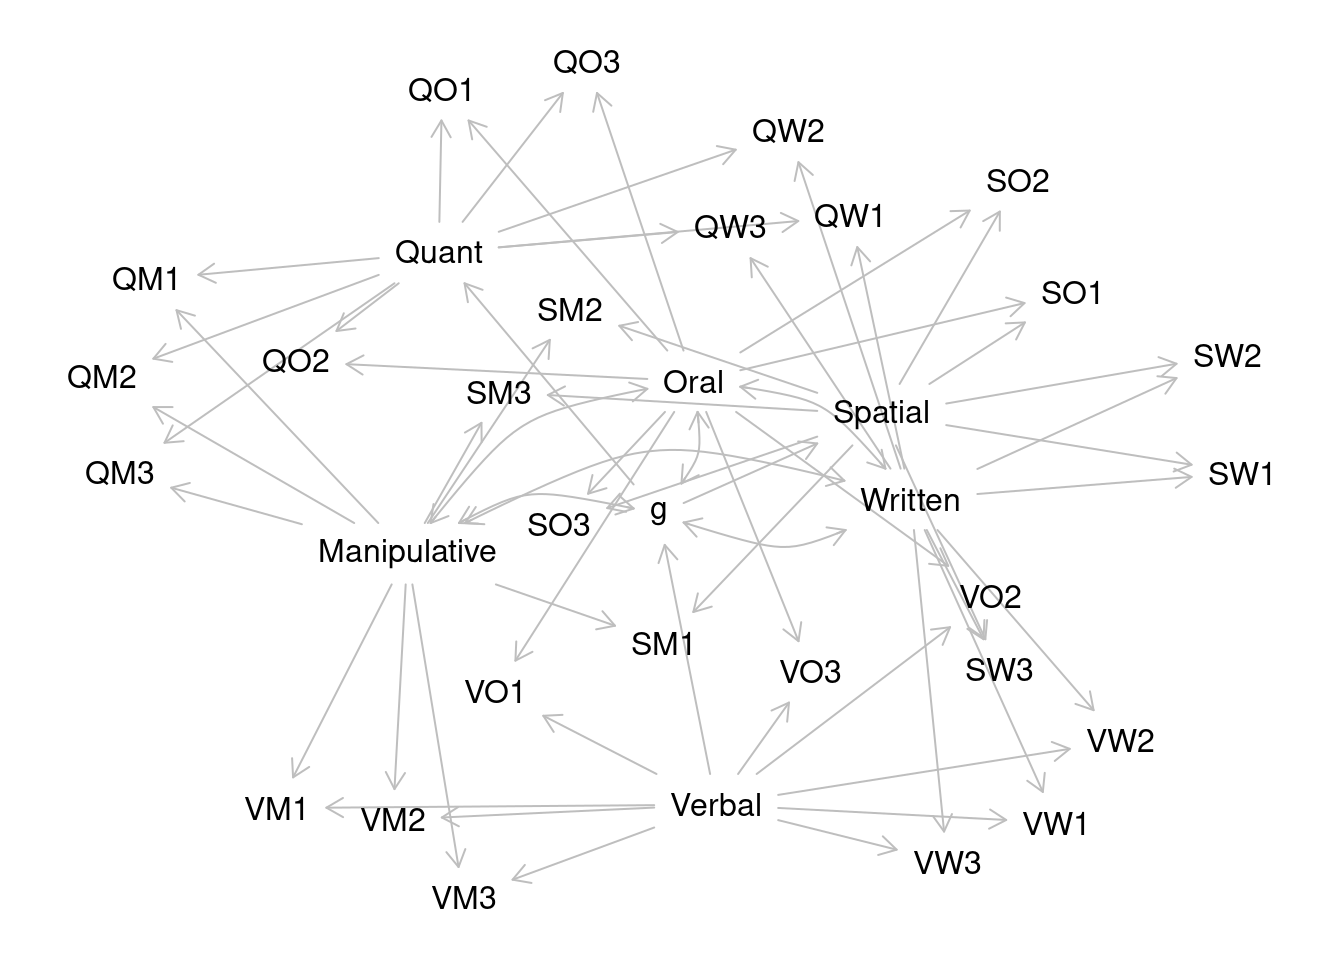 QO3
QO1
QW2
SO2
QW1
QW3
Quant
QM1
SO1
SM2
SW2
QO2
QM2
Oral
SM3
Spatial
QM3
SW1
Written
g
SO3
Manipulative
VO2
SM1
SW3
VO3
VO1
VW2
Verbal
VM1
VM2
VW1
VW3
VM3